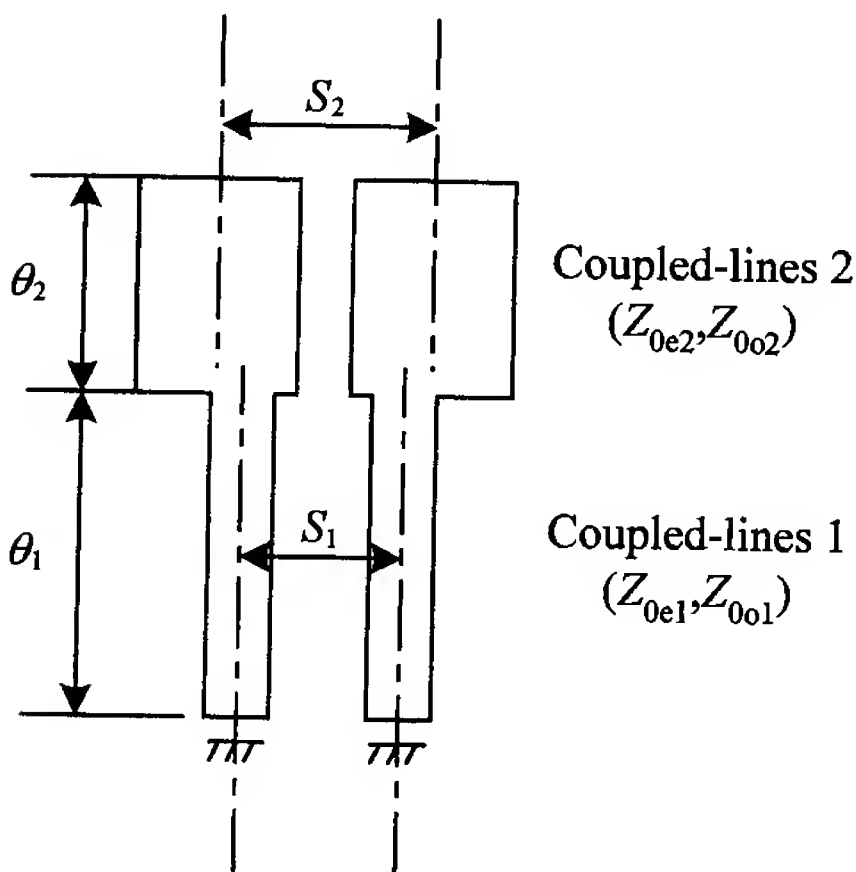 S₂
θ₂
Coupled-lines 2
(Z₀ₑ₂,Z₀ₒ₂)
S₁
θ₁
Coupled-lines 1
(Z₀ₑ₁,Z₀ₒ₁)